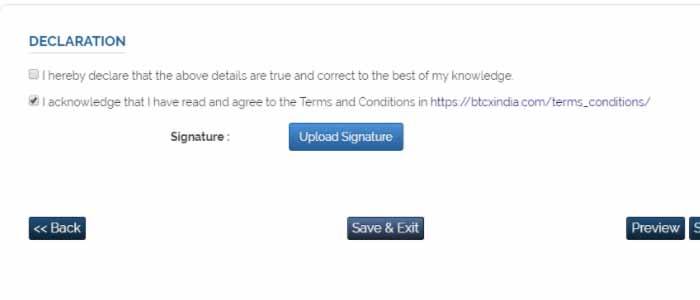 DECLARATION
I hereby declare that the above details are true and correct to the best of my knowledge.
I acknowledge that I have read and agree to the Terms and Conditions in https://btcxindia.com/terms_conditions/
Signature : Upload Signature
<< Back Save & Exit Preview